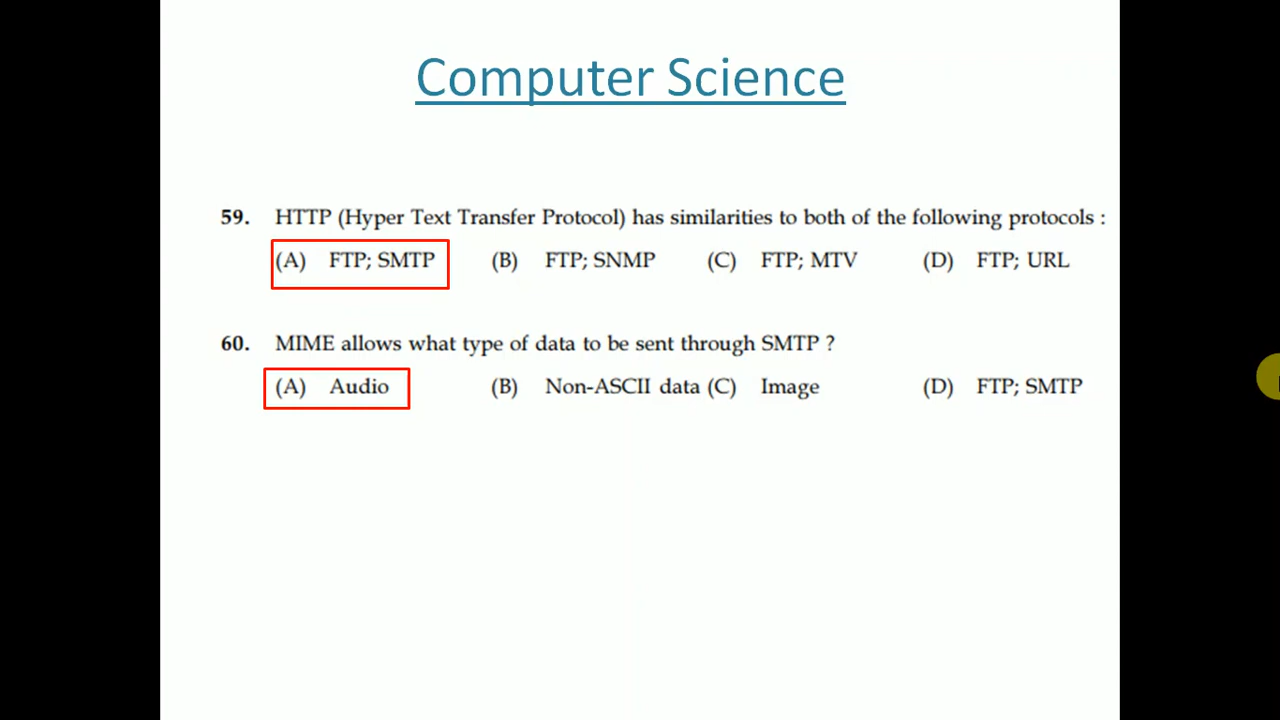 Computer Science
59. HTTP (Hyper Text Transfer Protocol) has similarities to both of the following protocols :
(A) FTP; SMTP (B) FTP; SNMP (C) FTP; MTV (D) FTP; URL
60. MIME allows what type of data to be sent through SMTP ?
(A) Audio (B) Non-ASCII data (C) Image (D) FTP; SMTP